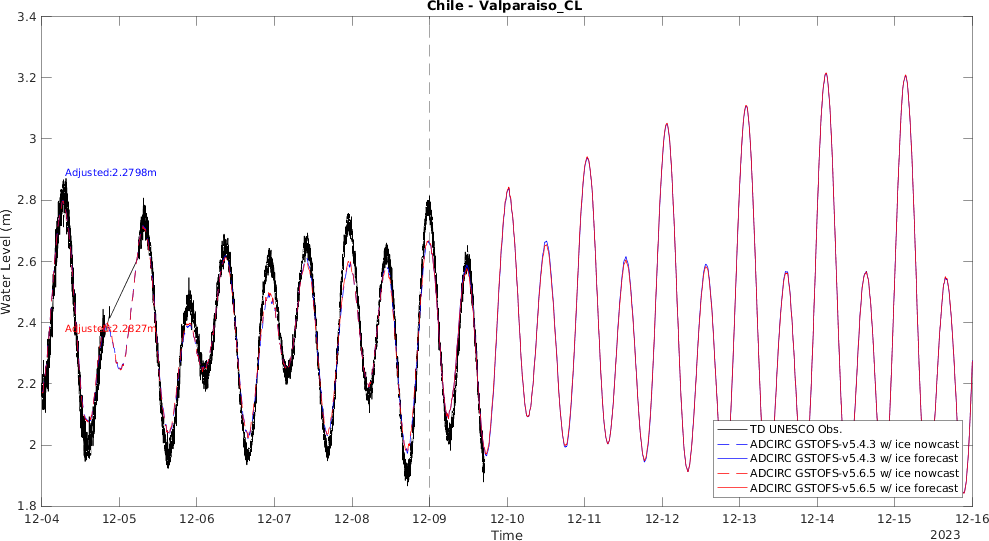 Chile - Valparaiso_CL
3.4
3.2
3
2.8
2.6
2.4
2.2
2
1.8
Water Level (m)
Adjusted:2.2798m
Adjusted:2.2827m
TD UNESCO Obs.
ADCIRC GSTOFS-v5.4.3 w/ ice nowcast
ADCIRC GSTOFS-v5.4.3 w/ ice forecast
ADCIRC GSTOFS-v5.6.5 w/ ice nowcast
ADCIRC GSTOFS-v5.6.5 w/ ice forecast
12-04 12-05 12-06 12-07 12-08 12-09 12-10 12-11 12-12 12-13 12-14 12-15 12-16
Time
2023